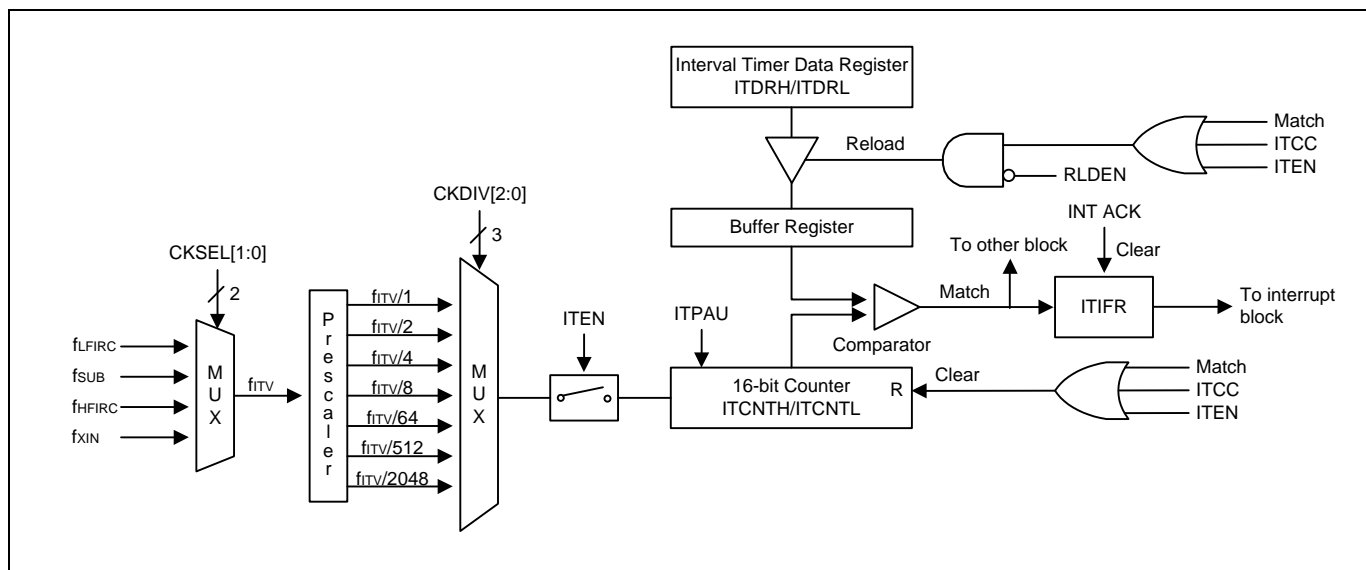 Interval Timer Data Register
ITDRH/ITDRL
Match
ITCC
ITEN
Reload
RLDEN
CKDIV[2:0]
3
Buffer Register
INT ACK
Clear
To other block
CKSEL[1:0]
2
Match
ITIFR
To interrupt
block
fITV/1
fITV/2
fITV/4
fITV/8
fITV/64
fITV/512
fITV/2048
Prescaler
MUX
MUX
ITEN
ITPAU
Comparator
fLFIRC
fSUB
fHFIRC
fXIN
fITV
16-bit Counter
ITCNTH/ITCNTL
R
Clear
Match
ITCC
ITEN